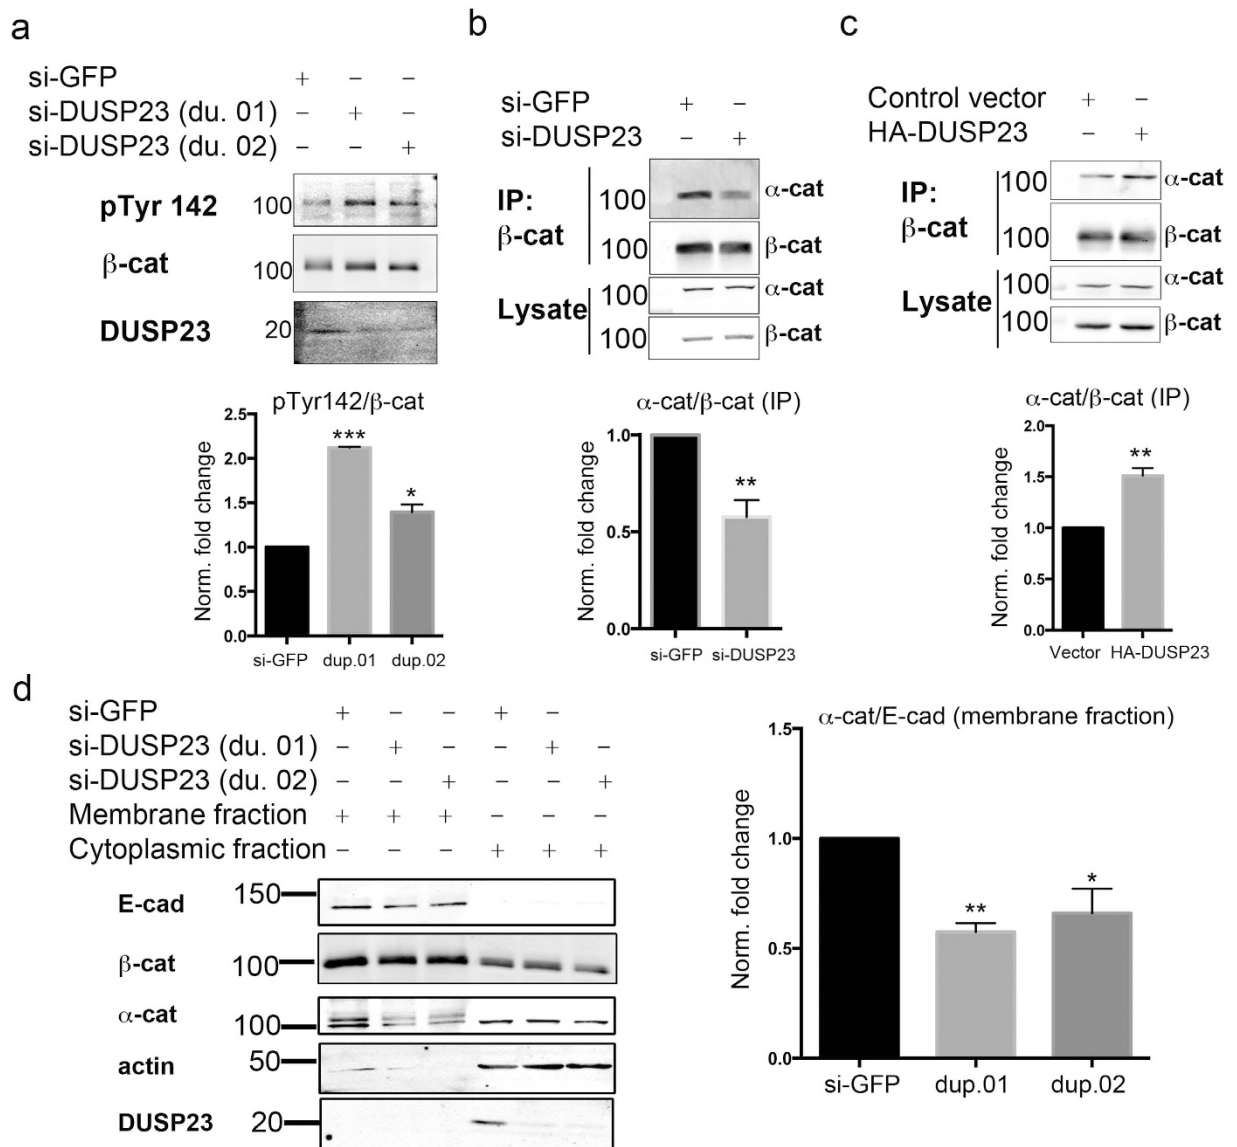 a
si-GFP + − −
si-DUSP23 (du. 01) − + −
si-DUSP23 (du. 02) − − +
pTyr 142 100
β-cat 100
DUSP23 20
pTyr142/β-cat
Norm. fold change
2.5
2.0
1.5
1.0
0.5
0.0
***
*
si-GFP dup.01 dup.02
b
si-GFP + −
si-DUSP23 − +
IP:
β-cat
100 α-cat
100 β-cat
Lysate
100 α-cat
100 β-cat
α-cat/β-cat (IP)
Norm. fold change
1.0
0.5
0.0
**
si-GFP si-DUSP23
c
Control vector + −
HA-DUSP23 − +
IP:
β-cat
100 α-cat
100 β-cat
Lysate
100 α-cat
100 β-cat
α-cat/β-cat (IP)
Norm. fold change
2.0
1.5
1.0
0.5
0.0
**
Vector HA-DUSP23
d
si-GFP + − − + −
si-DUSP23 (du. 01) − + − − + −
si-DUSP23 (du. 02) − − + − − +
Membrane fraction + + + − − −
Cytoplasmic fraction − − − + + +
E-cad 150
β-cat 100
α-cat 100
actin 50
DUSP23 20
α-cat/E-cad (membrane fraction)
Norm. fold change
1.5
1.0
0.5
0.0
**
*
si-GFP dup.01 dup.02